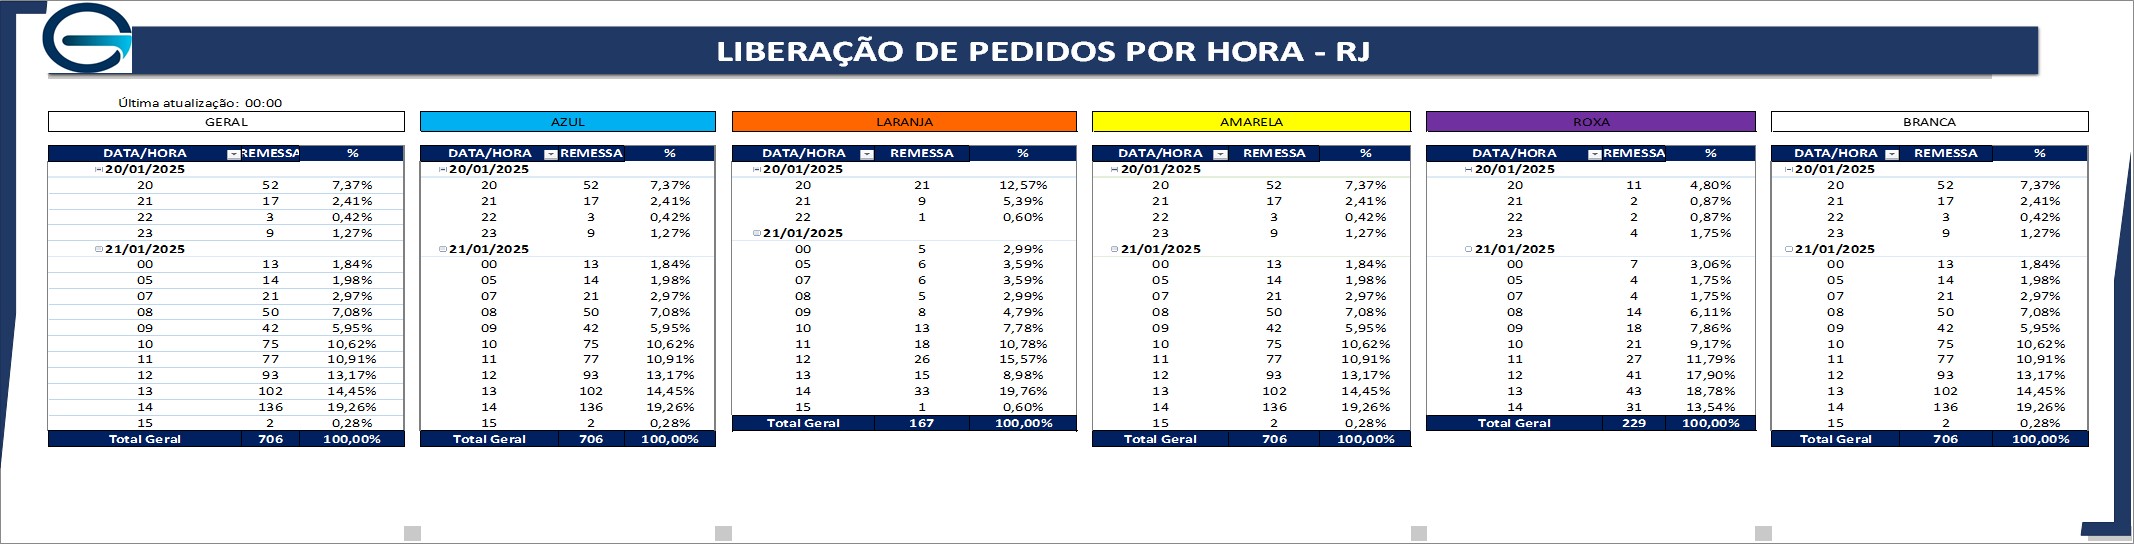 LIBERAÇÃO DE PEDIDOS POR HORA - RJ
Última atualização: 00:00
GERAL
DATA/HORA REMESSA %
20/01/2025
20 52 7,37%
21 17 2,41%
22 3 0,42%
23 9 1,27%
21/01/2025
00 13 1,84%
05 14 1,98%
07 21 2,97%
08 50 7,08%
09 42 5,95%
10 75 10,62%
11 77 10,91%
12 93 13,17%
13 102 14,45%
14 136 19,26%
15 2 0,28%
Total Geral 706 100,00%
AZUL
DATA/HORA REMESSA %
20/01/2025
20 52 7,37%
21 17 2,41%
22 3 0,42%
23 9 1,27%
21/01/2025
00 13 1,84%
05 14 1,98%
07 21 2,97%
08 50 7,08%
09 42 5,95%
10 75 10,62%
11 77 10,91%
12 93 13,17%
13 102 14,45%
14 136 19,26%
15 2 0,28%
Total Geral 706 100,00%
LARANJA
DATA/HORA REMESSA %
20/01/2025
20 21 12,57%
21 9 5,39%
22 1 0,60%
21/01/2025
00 5 2,99%
05 6 3,59%
07 6 3,59%
08 5 2,99%
09 8 4,79%
10 13 7,78%
11 18 10,78%
12 26 15,57%
13 15 8,98%
14 33 19,76%
15 1 0,60%
Total Geral 167 100,00%
AMARELA
DATA/HORA REMESSA %
20/01/2025
20 52 7,37%
21 17 2,41%
22 3 0,42%
23 9 1,27%
21/01/2025
00 13 1,84%
05 14 1,98%
07 21 2,97%
08 50 7,08%
09 42 5,95%
10 75 10,62%
11 77 10,91%
12 93 13,17%
13 102 14,45%
14 136 19,26%
15 2 0,28%
Total Geral 706 100,00%
ROXA
DATA/HORA REMESSA %
20/01/2025
20 11 4,80%
21 2 0,87%
22 2 0,87%
23 4 1,75%
21/01/2025
00 7 3,06%
05 4 1,75%
07 4 1,75%
08 14 6,11%
09 18 7,86%
10 21 9,17%
11 27 11,79%
12 41 17,90%
13 43 18,78%
14 31 13,54%
Total Geral 229 100,00%
BRANCA
DATA/HORA REMESSA %
20/01/2025
20 52 7,37%
21 17 2,41%
22 3 0,42%
23 9 1,27%
21/01/2025
00 13 1,84%
05 14 1,98%
07 21 2,97%
08 50 7,08%
09 42 5,95%
10 75 10,62%
11 77 10,91%
12 93 13,17%
13 102 14,45%
14 136 19,26%
15 2 0,28%
Total Geral 706 100,00%